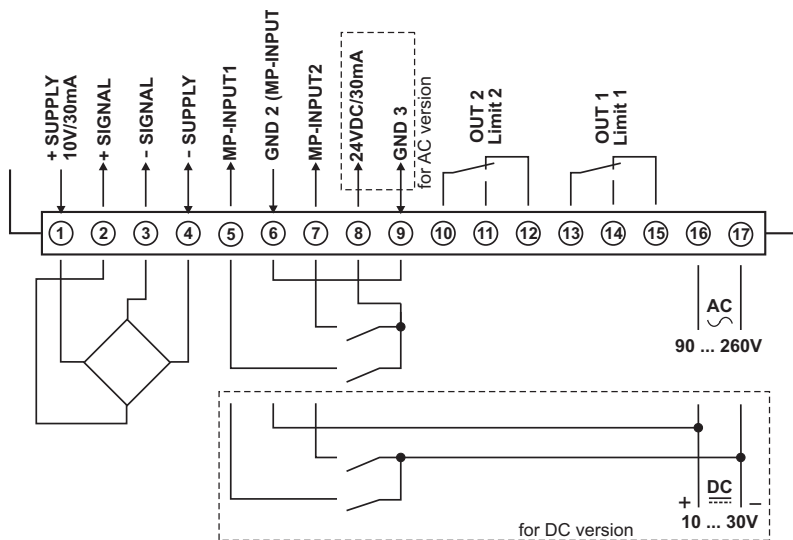 + SUPPLY
10V/30mA
+ SIGNAL
- SIGNAL
- SUPPLY
MP-INPUT1
GND 2 (MP-INPUT
MP-INPUT2
24VDC/30mA
GND 3
for AC version
OUT 2
Limit 2
OUT 1
Limit 1
1 2 3 4 5 6 7 8 9 10 11 12 13 14 15 16 17
AC
90 ... 260V
+ DC –
10 ... 30V
for DC version